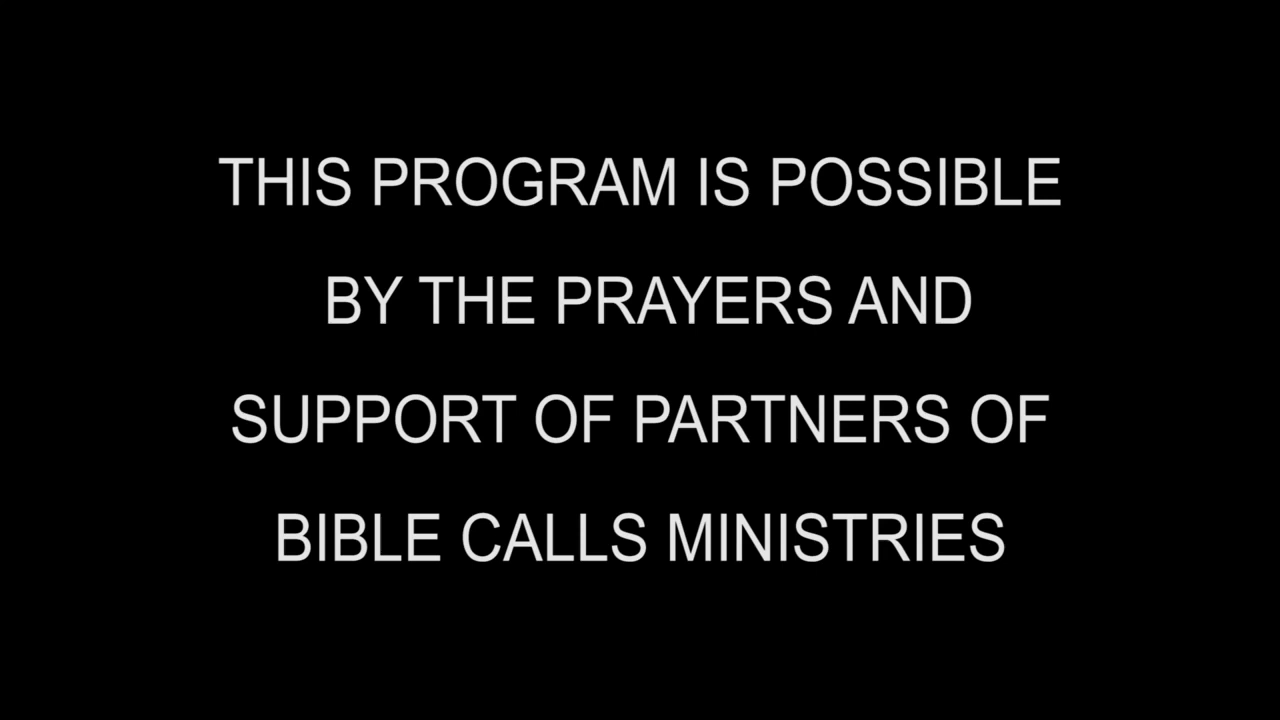 THIS PROGRAM IS POSSIBLE
BY THE PRAYERS AND
SUPPORT OF PARTNERS OF
BIBLE CALLS MINISTRIES